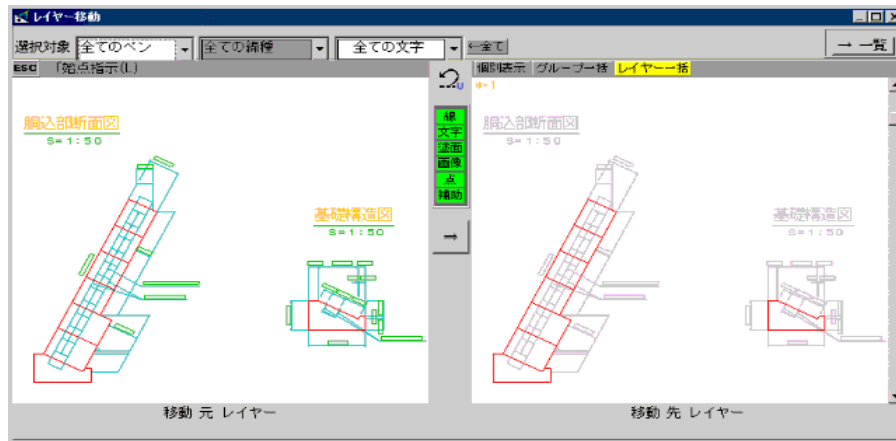 レイヤー移動
選択対象 全てのペン 全ての線種 全ての文字 ←全て → 一覧
ESC 「始点指示(L)
個別表示 グループ一括 レイヤー一括
*-1
胴込部断面図
S=1:50
基礎構造図
S=1:50
線
文字
塗面
画像
点
補助
→
胴込部断面図
S=1:50
基礎構造図
S=1:50
移動 元 レイヤー
移動 先 レイヤー